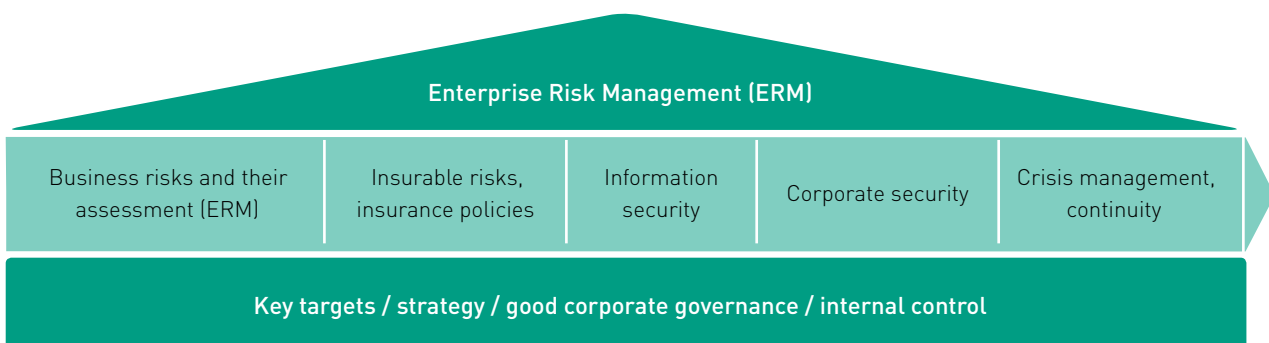 Enterprise Risk Management (ERM)
Business risks and their
assessment (ERM)
Insurable risks,
insurance policies
Information
security
Corporate security
Crisis management,
continuity
Key targets / strategy / good corporate governance / internal control